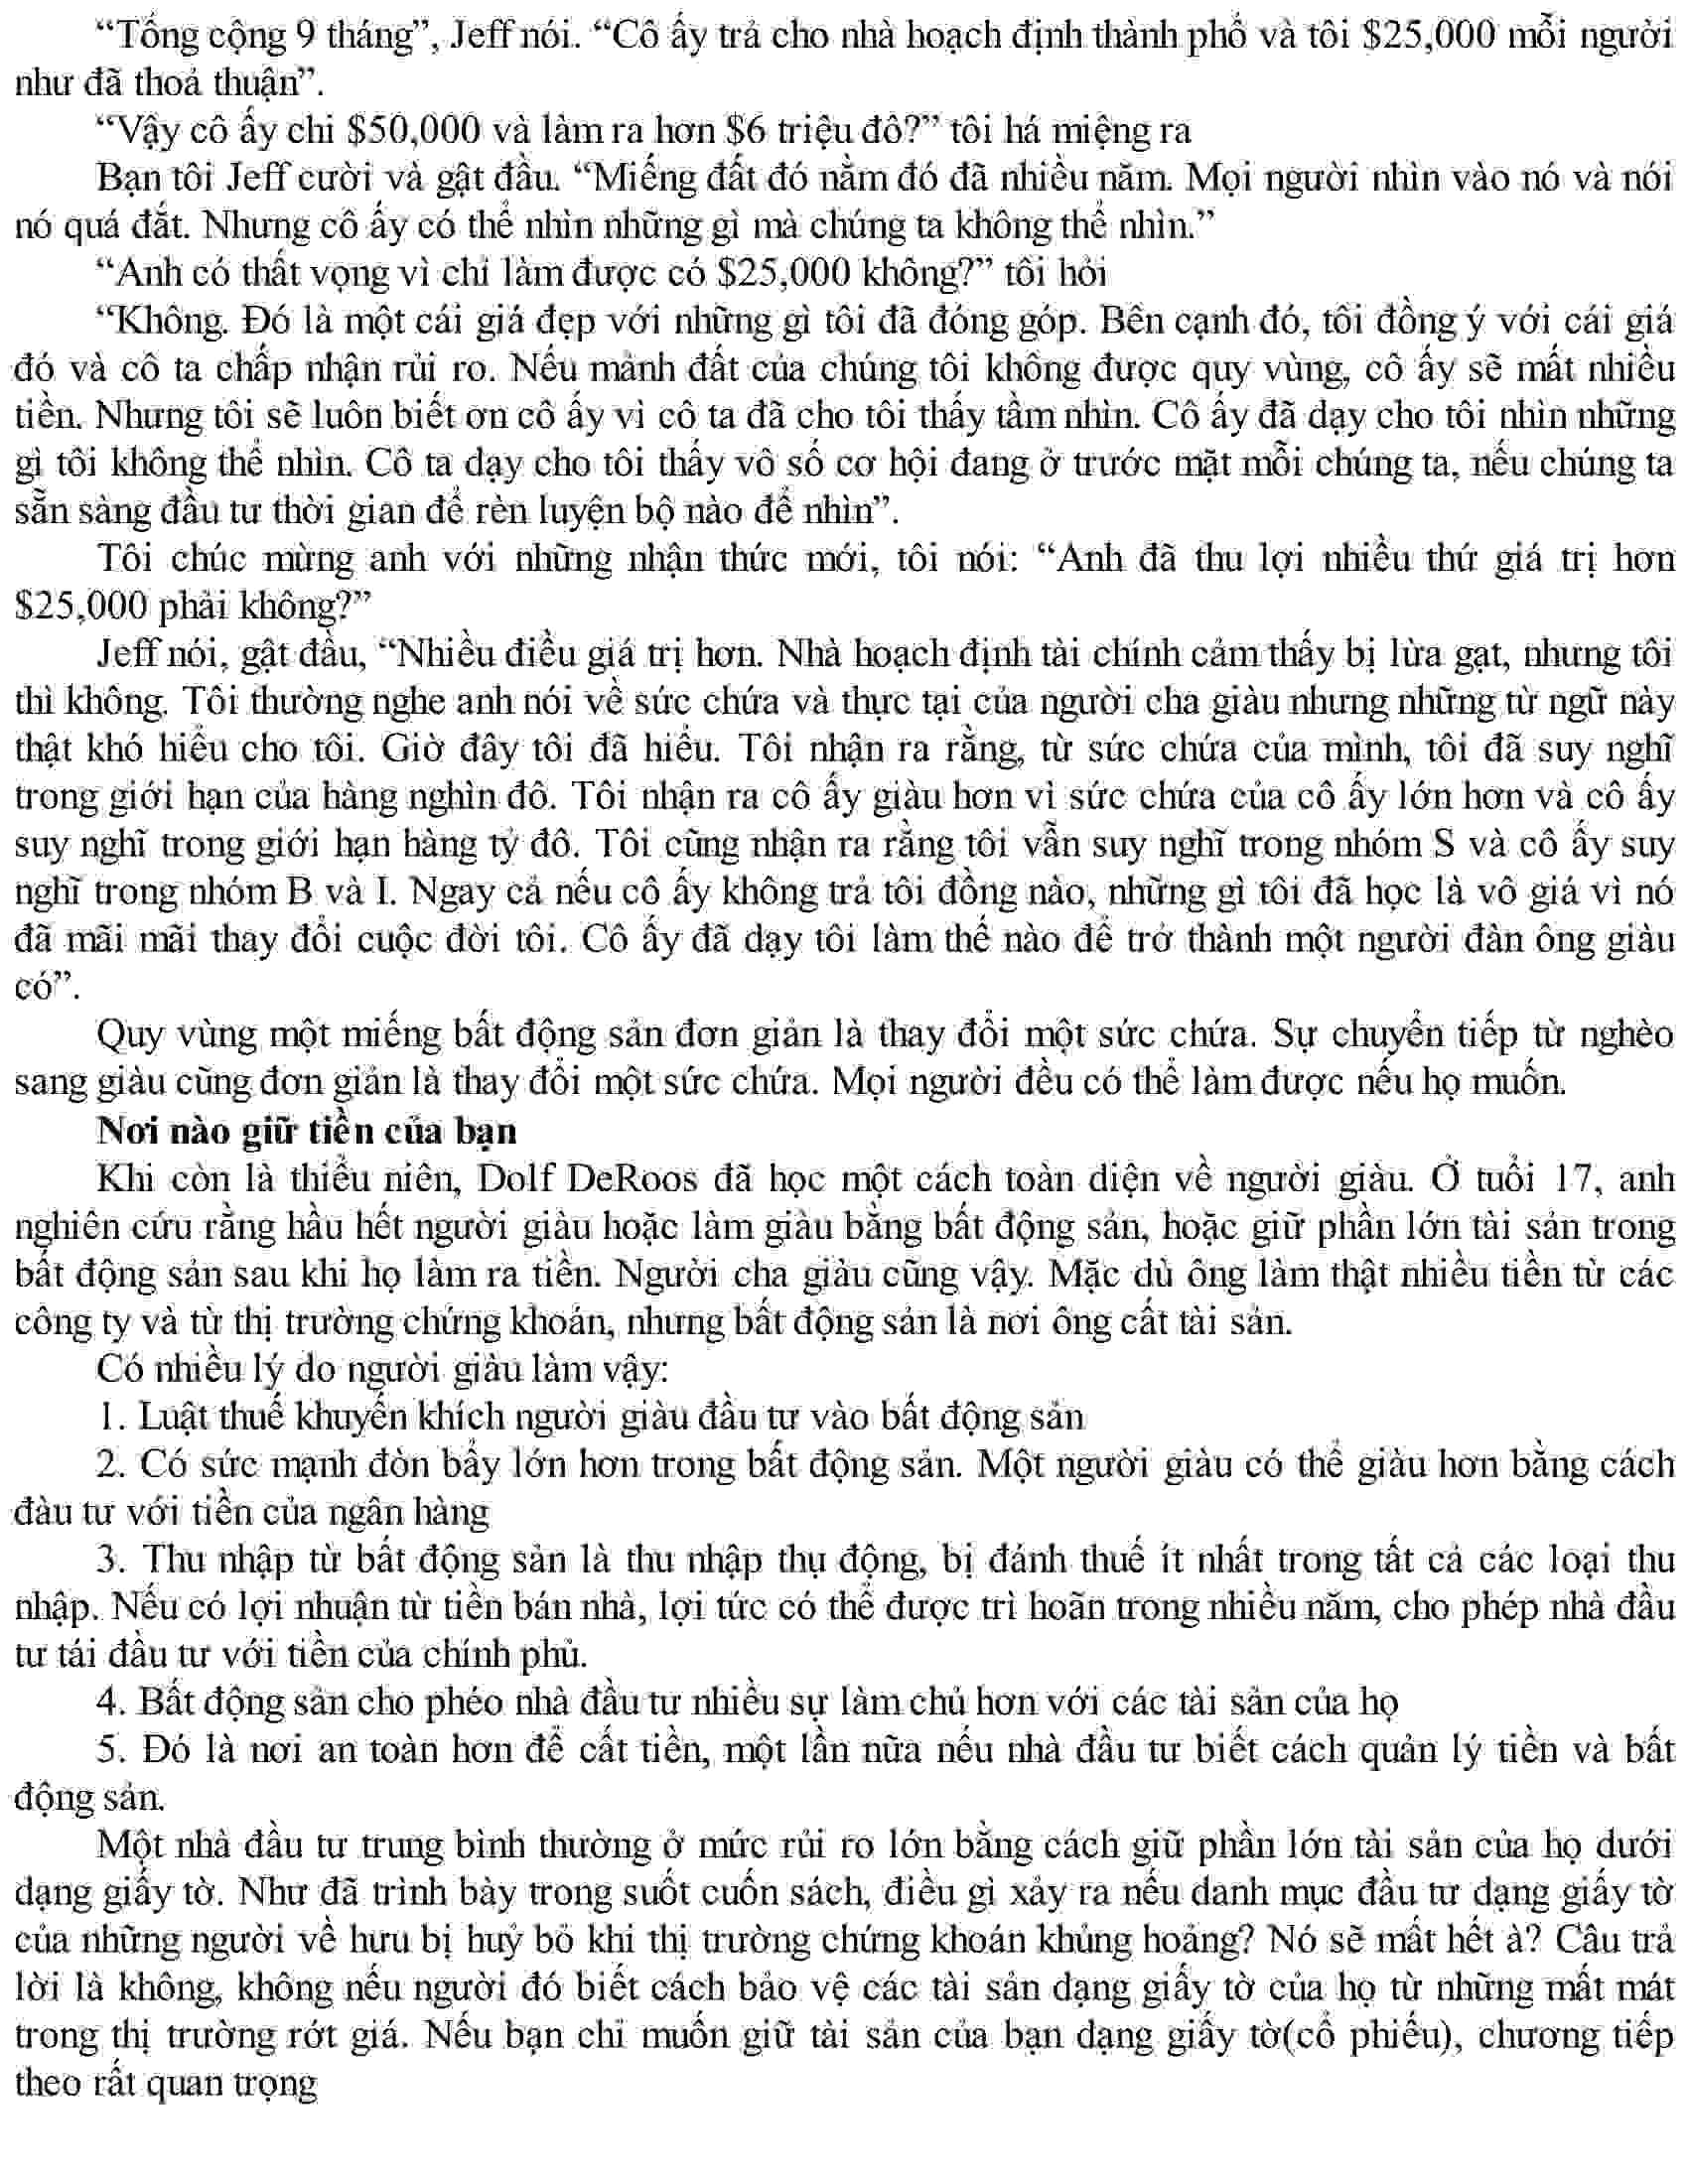 “Tổng cộng 9 tháng”, Jeff nói.. “Cô ấy trả cho nhà hoạch định thành phố và tôi $25,000 mỗi người
như đã thoả thuận”.
“Vậy cô ấy chi $50,000 và làm ra hơn $6 triệu đô?” tôi há miệng ra
Bạn tôi Jeff cười và gật đầu. “Miếng đất đó nằm đó đã nhiều năm. Mọi người nhìn vào nó và nói
nó quá đắt. Nhưng cô ấy có thể nhìn những gì mà chúng ta không thể nhìn.”
“Anh có thất vọng vì chỉ làm được có $25,000 không?” tôi hỏi
“Không. Đó là một cái giá đẹp với những gì tôi đã đóng góp. Bên cạnh đó, tôi đồng ý với cái giá
đó và cô ta chấp nhận rủi ro. Nếu mảnh đất của chúng tôi không được quy vùng, cô ấy sẽ mất nhiều
tiền. Nhưng tôi sẽ luôn biết ơn cô ấy vì cô ta đã cho tôi thấy tầm nhìn. Cô ấy đã dạy cho tôi nhìn những
gì tôi không thể nhìn. Cô ta dạy cho tôi thấy vô số cơ hội đang ở trước mặt mỗi chúng ta, nếu chúng ta
sẵn sàng đầu tư thời gian để rèn luyện bộ nào để nhìn”.
Tôi chúc mừng anh với những nhận thức mới, tôi nói: “Anh đã thu lợi nhiều thứ giá trị hơn
$25,000 phải không?”
Jeff nói, gật đầu, “Nhiều điều giá trị hơn. Nhà hoạch định tài chính cảm thấy bị lừa gạt, nhưng tôi
thì không. Tôi thường nghe anh nói về sức chứa và thực tại của người cha giàu nhưng những từ ngữ này
thật khó hiểu cho tôi. Giờ đây tôi đã hiểu. Tôi nhận ra rằng, từ sức chứa của mình, tôi đã suy nghĩ
trong giới hạn của hàng nghìn đô. Tôi nhận ra cô ấy giàu hơn vì sức chứa của cô ấy lớn hơn và cô ấy
suy nghĩ trong giới hạn hàng tỷ đô. Tôi cũng nhận ra rằng tôi vẫn suy nghĩ trong nhóm S và cô ấy suy
nghĩ trong nhóm B và I. Ngay cả nếu cô ấy không trả tôi đồng nào, những gì tôi đã học là vô giá vì nó
đã mãi mãi thay đổi cuộc đời tôi. Cô ấy đã dạy tôi làm thế nào để trở thành một người đàn ông giàu
có”.
Quy vùng một miếng bất động sản đơn giản là thay đổi một sức chứa. Sự chuyển tiếp từ nghèo
sang giàu cũng đơn giản là thay đổi một sức chứa. Mọi người đều có thể làm được nếu họ muốn.
Nơi nào giữ tiền của bạn
Khi còn là thiếu niên, Dolf DeRoos đã học một cách toàn diện về người giàu. Ở tuổi 17, anh
nghiên cứu rằng hầu hết người giàu hoặc làm giàu bằng bất động sản, hoặc giữ phần lớn tài sản trong
bất động sản sau khi họ làm ra tiền. Người cha giàu cũng vậy. Mặc dù ông làm thật nhiều tiền từ các
công ty và từ thị trường chứng khoán, nhưng bất động sản là nơi ông cất tài sản.
Có nhiều lý do người giàu làm vậy:
1. Luật thuế khuyến khích người giàu đầu tư vào bất động sản
2. Có sức mạnh đòn bẩy lớn hơn trong bất động sản. Một người giàu có thể giàu hơn bằng cách
đàu tư với tiền của ngân hàng
3. Thu nhập từ bất động sản là thu nhập thụ động, bị đánh thuế ít nhất trong tất cả các loại thu
nhập. Nếu có lợi nhuận từ tiền bán nhà, lợi tức có thể được trì hoãn trong nhiều năm, cho phép nhà đầu
tư tái đầu tư với tiền của chính phủ.
4. Bất động sản cho phéo nhà đầu tư nhiều sự làm chủ hơn với các tài sản của họ
5. Đó là nơi an toàn hơn để cất tiền, một lần nữa nếu nhà đầu tư biết cách quản lý tiền và bất
động sản.
Một nhà đầu tư trung bình thường ở mức rủi ro lớn bằng cách giữ phần lớn tài sản của họ dưới
dạng giấy tờ. Như đã trình bày trong suốt cuốn sách, điều gì xảy ra nếu danh mục đầu tư dạng giấy tờ
của những người về hưu bị huỷ bỏ khi thị trường chứng khoán khủng hoảng? Nó sẽ mất hết à? Câu trả
lời là không, không nếu người đó biết cách bảo vệ các tài sản dạng giấy tờ của họ từ những mất mát
trong thị trường rớt giá. Nếu bạn chỉ muốn giữ tài sản của bạn dạng giấy tờ(cổ phiếu), chương tiếp
theo rất quan trọng